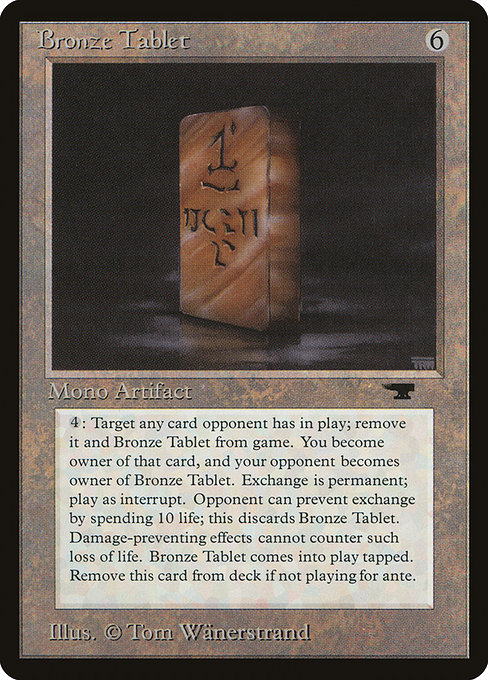 Bronze Tablet 6
Mono Artifact
4: Target any card opponent has in play; remove
it and Bronze Tablet from game. You become
owner of that card, and your opponent becomes
owner of Bronze Tablet. Exchange is permanent;
play as interrupt. Opponent can prevent exchange
by spending 10 life; this discards Bronze Tablet.
Damage-preventing effects cannot counter such
loss of life. Bronze Tablet comes into play tapped.
Remove this card from deck if not playing for ante.
Illus. © Tom Wänerstrand